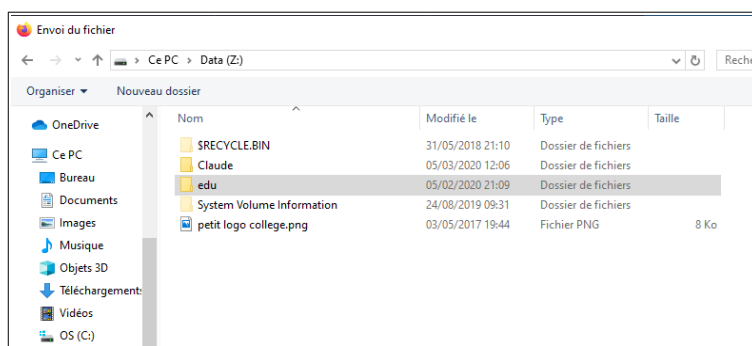 Envoi du fichier
Ce PC > Data (Z:)
Organiser Nouveau dossier
Nom Modifié le Type Taille
OneDrive
Ce PC
Bureau
Documents
Images
Musique
Objets 3D
Vidéos
OS (C:)
$RECYCLE.BIN 31/05/2018 21:10 Dossier de fichiers
Claude 05/03/2020 12:06 Dossier de fichiers
edu 05/02/2020 21:09 Dossier de fichiers
System Volume Information 24/08/2019 09:31 Dossier de fichiers
petit logo college.png 03/05/2017 19:44 Fichier PNG 8 Ko